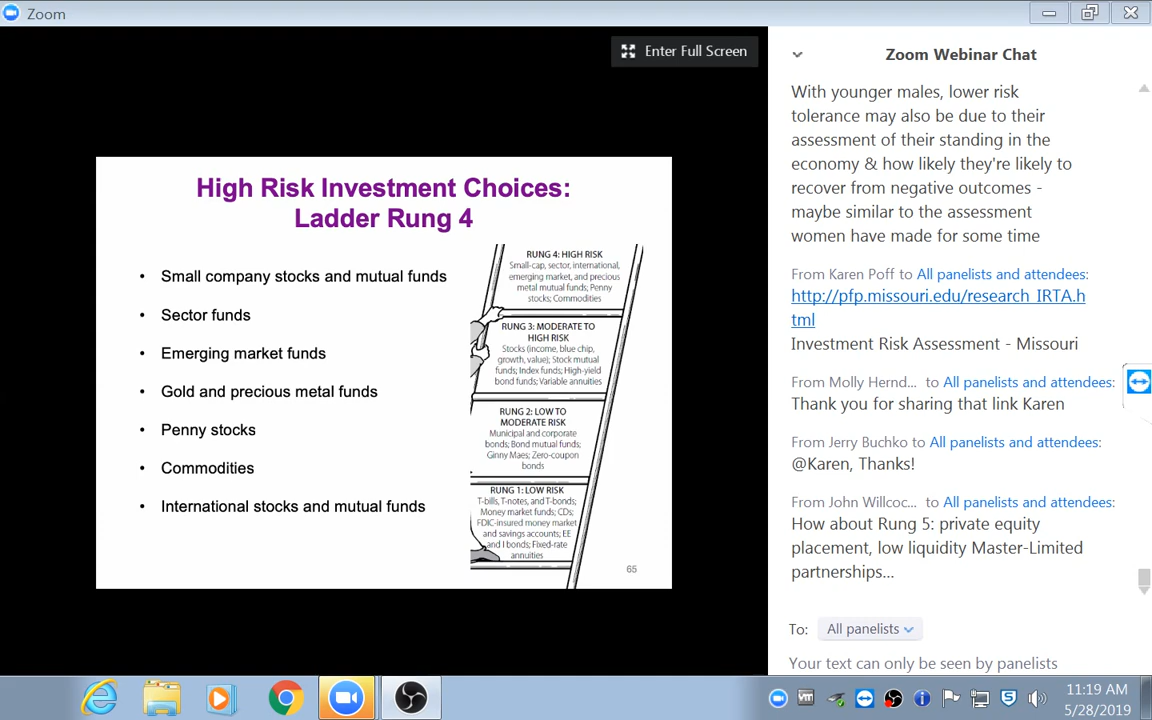 Zoom
Enter Full Screen
High Risk Investment Choices:
Ladder Rung 4
• Small company stocks and mutual funds
• Sector funds
• Emerging market funds
• Gold and precious metal funds
• Penny stocks
• Commodities
• International stocks and mutual funds
RUNG 4: HIGH RISK
Small-cap, sector, international,
emerging market, and precious
metal mutual funds; Penny
stocks; Commodities
RUNG 3: MODERATE TO
HIGH RISK
Stocks (income, blue chip,
growth, value); Stock mutual
funds; Index funds; High-yield
bond funds; Variable annuities
RUNG 2: LOW TO
MODERATE RISK
Municipal and corporate
bonds; Bond mutual funds;
Ginny Maes; Zero-coupon
bonds
RUNG 1: LOW RISK
T-bills, T-notes, and T-bonds;
Money market funds; CDs;
FDIC-insured money market
and savings accounts; EE
and I bonds; Fixed-rate
annuities
65
Zoom Webinar Chat
With younger males, lower risk
tolerance may also be due to their
assessment of their standing in the
economy & how likely they're likely to
recover from negative outcomes -
maybe similar to the assessment
women have made for some time
From Karen Poff to All panelists and attendees:
http://pfp.missouri.edu/research_IRTA.h
tml
Investment Risk Assessment - Missouri
From Molly Hernd... to All panelists and attendees:
Thank you for sharing that link Karen
From Jerry Buchko to All panelists and attendees:
@Karen, Thanks!
From John Willcoc... to All panelists and attendees:
How about Rung 5: private equity
placement, low liquidity Master-Limited
partnerships...
To: All panelists
Your text can only be seen by panelists
11:19 AM
5/28/2019